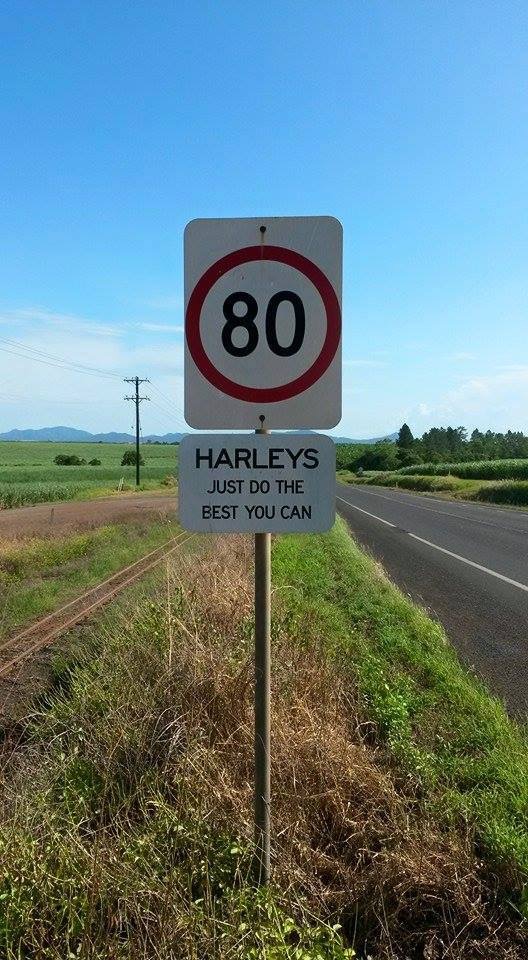 80
HARLEYS
JUST DO THE
BEST YOU CAN